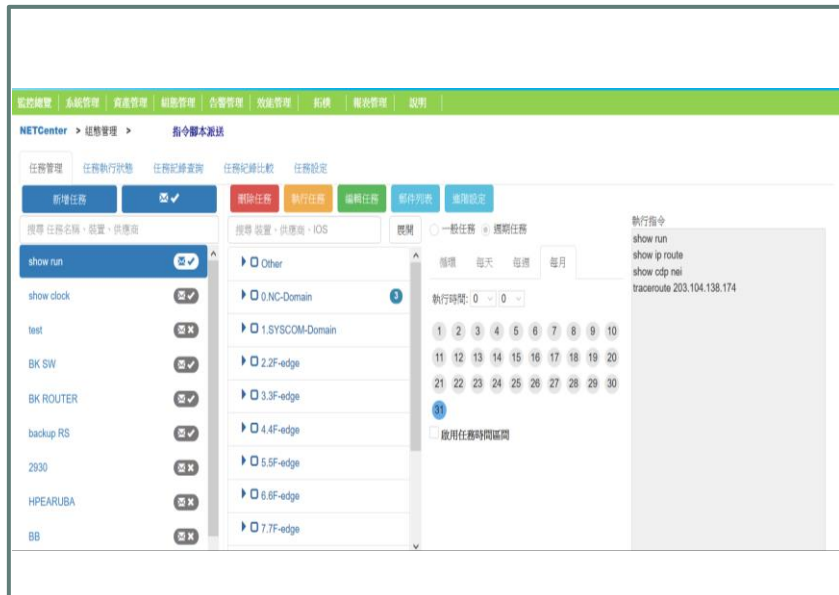 監控總覽 系統管理 資產管理 組態管理 告警管理 效能管理 拓樸 報表管理 說明
NETCenter > 組態管理 > 指令腳本派送
任務管理 任務執行狀態 任務紀錄查詢 任務紀錄比較 任務設定
新增任務 刪除任務 執行任務 編輯任務 郵件列表 進階設定
搜尋 任務名稱、裝置、供應商
show run
show clock
test
BK SW
BK ROUTER
backup RS
2930
HPEARUBA
BB
搜尋 裝置、供應商、IOS 展開
Other
0.NC-Domain 3
1.SYSCOM-Domain
2.2F-edge
3.3F-edge
4.4F-edge
5.5F-edge
6.6F-edge
7.7F-edge
一般任務 週期任務
循環 每天 每週 每月
執行時間: 0 0
1 2 3 4 5 6 7 8 9 10
11 12 13 14 15 16 17 18 19 20
21 22 23 24 25 26 27 28 29 30
31
啟用任務時間區間
執行指令
show run
show ip route
show cdp nei
traceroute 203.104.138.174